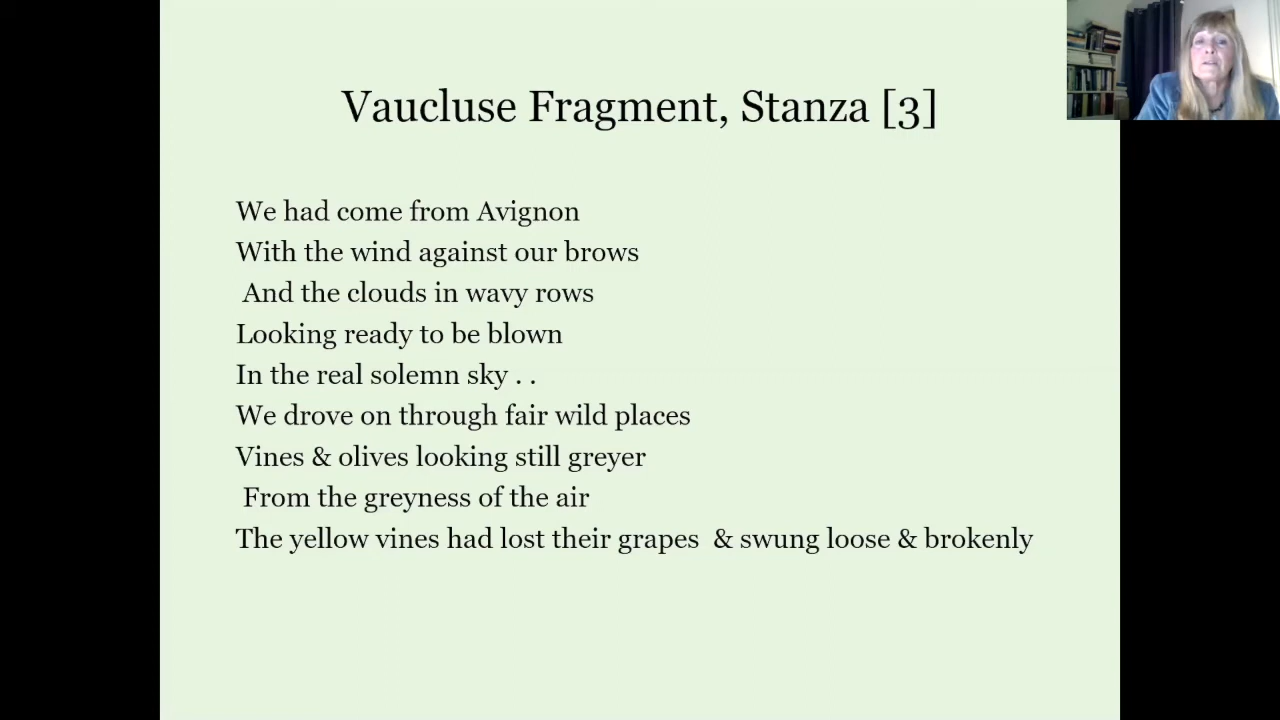 Vaucluse Fragment, Stanza [3]
We had come from Avignon
With the wind against our brows
And the clouds in wavy rows
Looking ready to be blown
In the real solemn sky . .
We drove on through fair wild places
Vines & olives looking still greyer
From the greyness of the air
The yellow vines had lost their grapes  & swung loose & brokenly